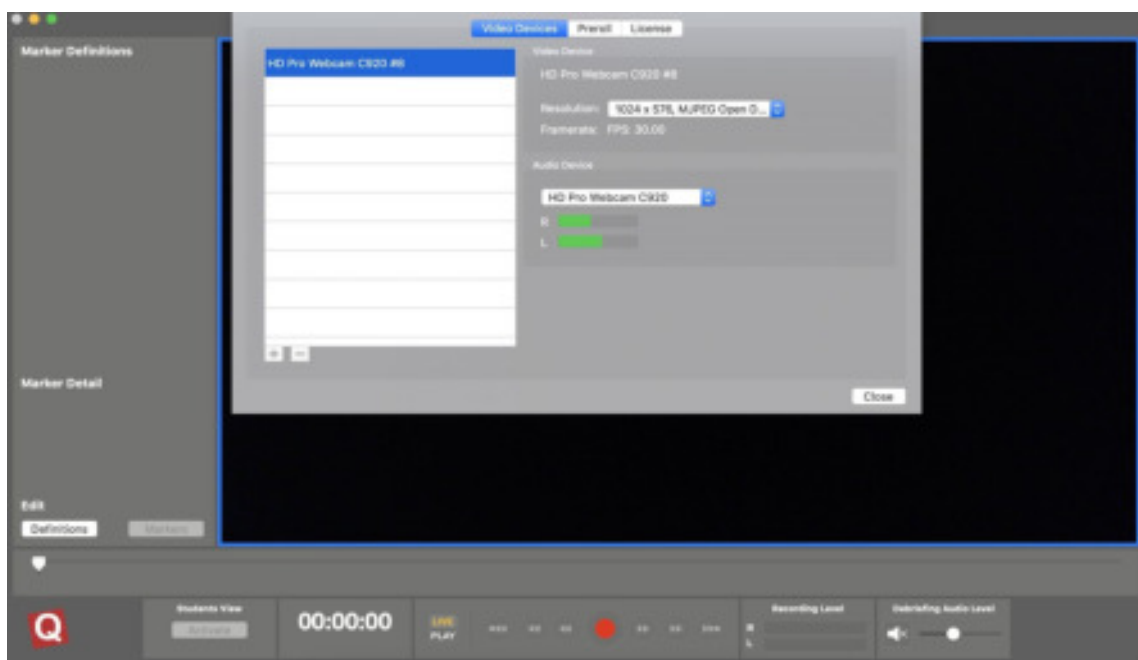 Video Devices Preroll License
Marker Definitions
Video Device
HD Pro Webcam C920 #8
HD Pro Webcam C920 #8
Resolution: 1024 x 576, MJPEG Open D...
Framerate: FPS: 30.00
Audio Device
HD Pro Webcam C920
R
L
+ -
Marker Detail
Close
Edit
Definitions Markers
Students View
Activate
00:00:00
LIVE
PLAY
Recording Level
R
L
Debriefing Audio Level
Q